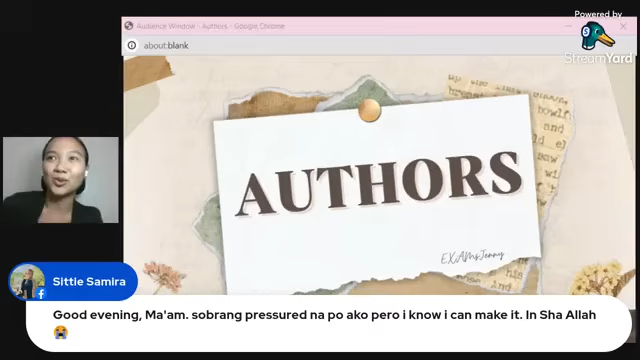 Powered by
StreamYard
Audience Window - Authors - Google Chrome
about:blank
AUTHORS
EXAMsJenny
Sittie Samira
Good evening, Ma'am. sobrang pressured na po ako pero i know i can make it. In Sha Allah
😭